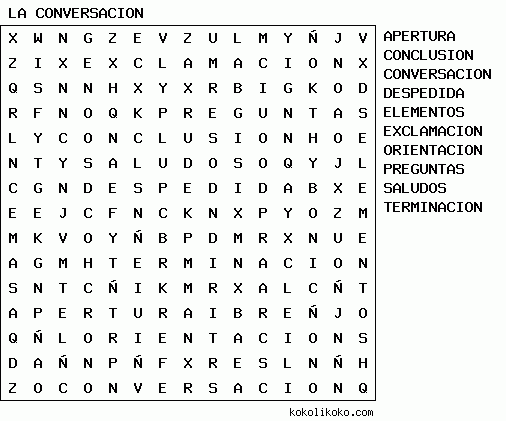 LA CONVERSACION
X W N G Z E V Z U L M Y Ñ J V
Z I X E X C L A M A C I O N X
Q S N N H X Y X R B I G K O D
R F N O Q K P R E G U N T A S
L Y C O N C L U S I O N H O E
N T Y S A L U D O S O Q Y J L
C G N D E S P E D I D A B X E
E E J C F N C K N X P Y O Z M
M K V O Y Ñ B P D M R X N U E
A G M H T E R M I N A C I O N
S N T C Ñ I K M R X A L C Ñ T
A P E R T U R A I B R E Ñ J O
Q Ñ L O R I E N T A C I O N S
D A Ñ N P Ñ F X R E S L N Ñ H
Z O C O N V E R S A C I O N Q
APERTURA
CONCLUSION
CONVERSACION
DESPEDIDA
ELEMENTOS
EXCLAMACION
ORIENTACION
PREGUNTAS
SALUDOS
TERMINACION
kokolikoko.com